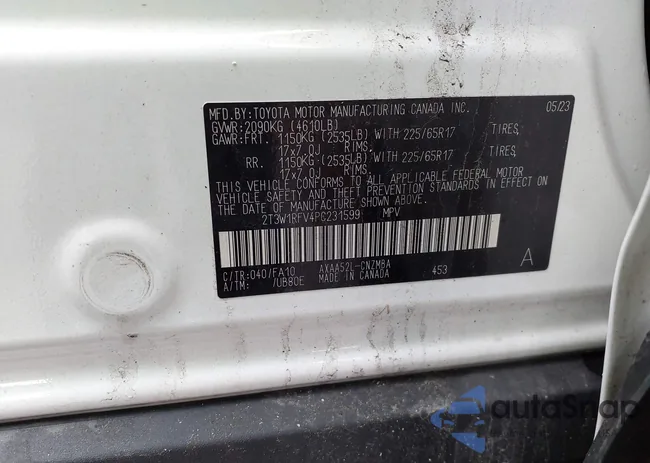 MFD.BY:TOYOTA MOTOR MANUFACTURING CANADA INC. 05/23
GVWR:2090KG (4610LB)
GAWR:FRT. 1150KG (2535LB) WITH 225/65R17 TIRES,
17x7.0J RIMS.
RR. 1150KG (2535LB) WITH 225/65R17 TIRES,
17x7.0J RIMS.
THIS VEHICLE CONFORMS TO ALL APPLICABLE FEDERAL MOTOR
VEHICLE SAFETY AND THEFT PREVENTION STANDARDS IN EFFECT ON
THE DATE OF MANUFACTURE SHOWN ABOVE.
2T3W1RFV4PC231599 MPV
C/TR:040/FA10 AXAA52L-CNZMBA 453 A
A/TM: /UB80E MADE IN CANADA
autoSnap